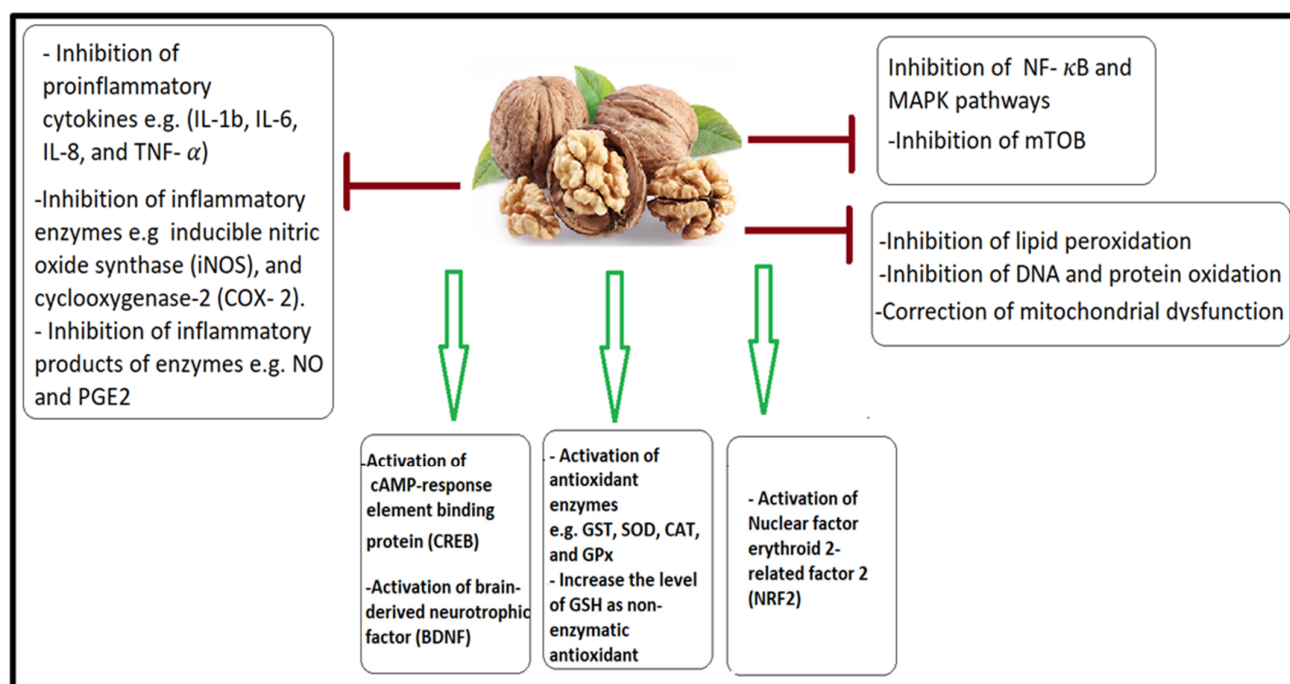 - Inhibition of
proinflammatory
cytokines e.g. (IL-1b, IL-6,
IL-8, and TNF- α)
-Inhibition of inflammatory
enzymes e.g inducible nitric
oxide synthase (iNOS), and
cyclooxygenase-2 (COX- 2).
- Inhibition of inflammatory
products of enzymes e.g. NO
and PGE2
Inhibition of NF- κB and
MAPK pathways
-Inhibition of mTOB
-Inhibition of lipid peroxidation
-Inhibition of DNA and protein oxidation
-Correction of mitochondrial dysfunction
-Activation of
cAMP-response
element binding
protein (CREB)
-Activation of brain-
derived neurotrophic
factor (BDNF)
- Activation of
antioxidant
enzymes
e.g. GST, SOD, CAT,
and GPx
- Increase the level
of GSH as non-
enzymatic
antioxidant
- Activation of
Nuclear factor
erythroid 2-
related factor 2
(NRF2)